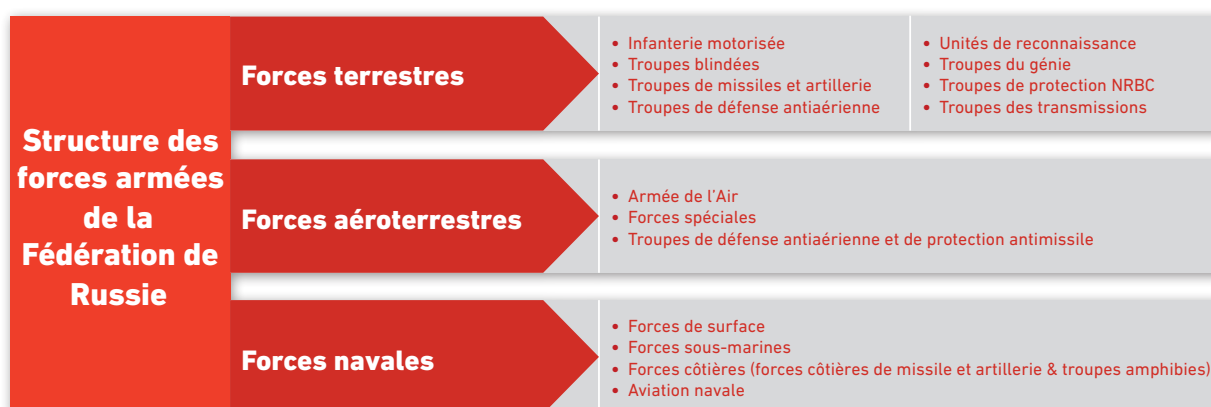 Structure des
forces armées
de la
Fédération de
Russie
Forces terrestres
• Infanterie motorisée
• Troupes blindées
• Troupes de missiles et artillerie
• Troupes de défense antiaérienne
• Unités de reconnaissance
• Troupes du génie
• Troupes de protection NRBC
• Troupes des transmissions
Forces aéroterrestres
• Armée de l'Air
• Forces spéciales
• Troupes de défense antiaérienne et de protection antimissile
Forces navales
• Forces de surface
• Forces sous-marines
• Forces côtières (forces côtières de missile et artillerie & troupes amphibies)
• Aviation navale